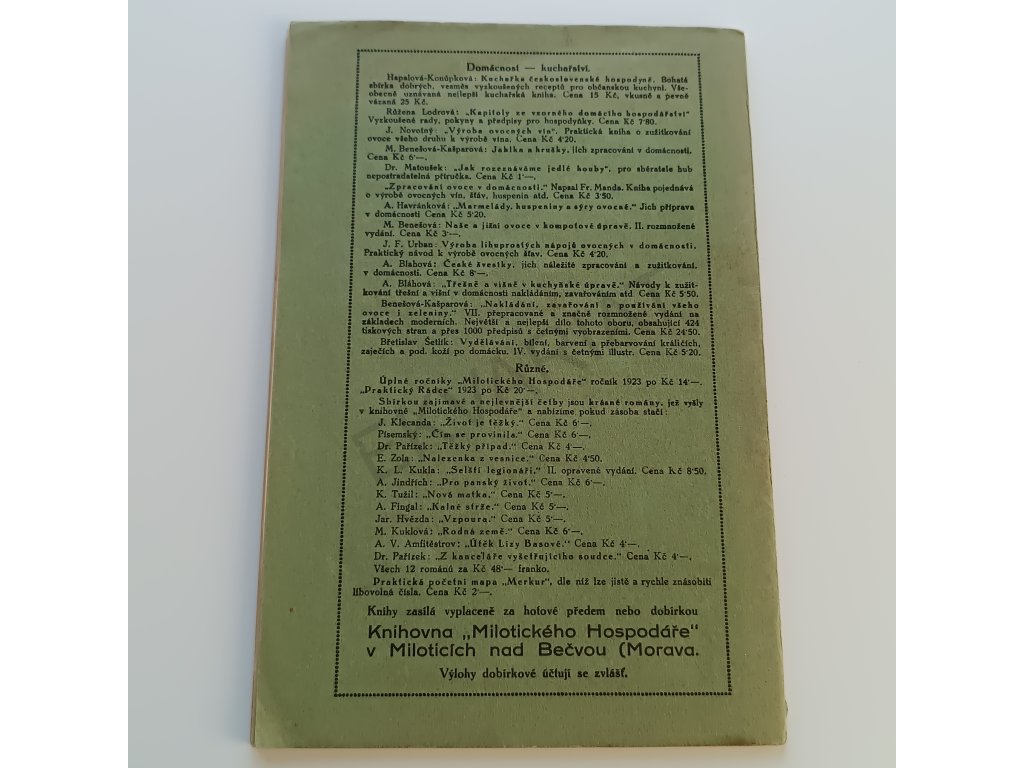 Domácnost — kuchařství.
Hapalová-Konůpková: Kuchařka československé hospodyně. Bohatá
sbírka dobrých, vesměs vyzkoušených receptů pro občanskou kuchyni. Vše-
obecně uznávaná nejlepší kuchařská kniha. Cena 15 Kč, vkusně a pevně
vázaná 25 Kč.
Růžena Lodrová: „Kapitoly ze vzorného domácího hospodářství"
Vyzkoušené rady, pokyny a předpisy pro hospodyňky. Cena Kč 7'80.
J. Novotný: „Výroba ovocných vín". Praktická kniha o zužitkování
ovoce všeho druhu k výrobě vína. Cena Kč 4'20.
M. Benešová-Kašparová: Jablka a hrušky, jich zpracování v domácnosti.
Cena Kč 6'—.
Dr. Matoušek: „Jak rozeznáváme jedlé houby", pro sběratele hub
nepostradatelná příručka. Cena Kč 1'—.
„Zpracování ovoce v domácnosti." Napsal Fr. Manda. Kniha pojednává
o výrobě ovocných vín, šťáv, huspenin atd. Cena Kč 3'50.
A. Havránková: „Marmelády, huspeniny a sýry ovocné." Jich příprava
v domácnosti Cena Kč 5'20.
M. Benešová: Naše a jižní ovoce v kompotové úpravě. II. rozmnožené
vydání. Cena Kč 3'—.
J. F. Urban: Výroba lihuprostých nápojů ovocných v domácnosti.
Praktický návod k výrobě ovocných šťav. Cena Kč 4'20.
A. Blahová: České švestky, jich náležité zpracování a zužitkování,
v domácnosti. Cena Kč 8'—.
A. Bláhová: „Třešně a višně v kuchyňské úpravě." Návody k zužit-
kování třešní a višní v domácnosti nakládáním, zavařováním atd Cena Kč 5'50.
Benešová-Kašparová: „Nakládání, zavařování a používání všeho
ovoce i zeleniny." VII. přepracované a značně rozmnožené vydání na
základech moderních. Největší a nejlepší dílo tohoto oboru, obsahující 424
tiskových stran a přes 1000 předpisů s četnými vyobrazeními. Cena Kč 24'50.
Břetislav Šetlík: Vydělávání, bílení, barvení a přebarvování králičích,
zaječích a pod. koží po domácku. IV. vydání s četnými illustr. Cena Kč 5'20.
Různé.
Úplné ročníky „Milotického Hospodáře" ročník 1923 po Kč 14'—.
„Praktický Rádce" 1923 po Kč 20'—.
Sbírkou zajímavé a nejlevnější četby jsou krásné romány, jež vyšly
v knihovně „Milotického Hospodáře" a nabízíme pokud zásoba stačí:
J. Klecanda: „Život je těžký." Cena Kč 6'—.
Písemský: „Čím se provinila." Cena Kč 6'—.
Dr. Pařízek: „Těžký případ." Cena Kč 4'—.
E. Zola: „Nalezenka z vesnice." Cena Kč 4'50.
K. L. Kukla: „Selští legionáři." II. opravené vydání. Cena Kč 8'50.
A. Jindřich: „Pro panský život." Cena Kč 6'—.
K. Tužil: „Nová matka." Cena Kč 5'—.
A. Fingal: „Kalné strže." Cena Kč 5'—.
Jar. Hvězda: „Vzpoura." Cena Kč 5'—.
M. Kuklová: „Rodná země." Cena Kč 6'—.
A. V. Amfitěstrov: „Útěk Lízy Basové." Cena Kč 4'—.
Dr. Pařízek: „Z kanceláře vyšetřujícího soudce." Cena Kč 4'—.
Všech 12 románů za Kč 48'— franko.
Praktická početní mapa „Merkur", dle níž lze jistě a rychle znásobiti
libovolná čísla. Cena Kč 2'—.
Knihy zasílá vyplaceně za hotové předem nebo dobírkou
Knihovna „Milotického Hospodáře"
v Miloticích nad Bečvou (Morava.
Výlohy dobírkové účtují se zvlášť.